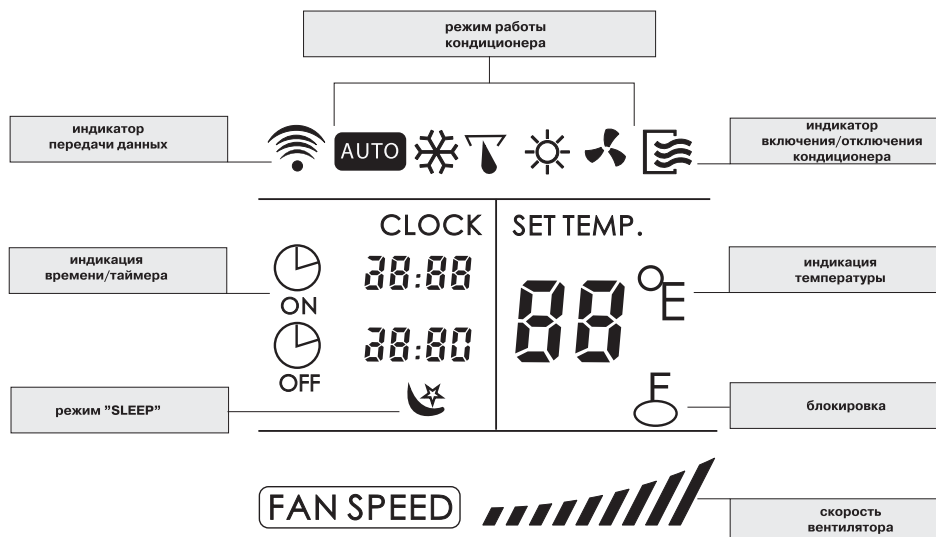 режим работы
кондиционера
индикатор
передачи данных
AUTO
индикатор
включения/отключения
кондиционера
CLOCK
SET TEMP.
индикация
времени/таймера
88:88
ON
88
°E
индикация
температуры
38:80
OFF
режим "SLEEP"
блокировка
FAN SPEED
скорость
вентилятора